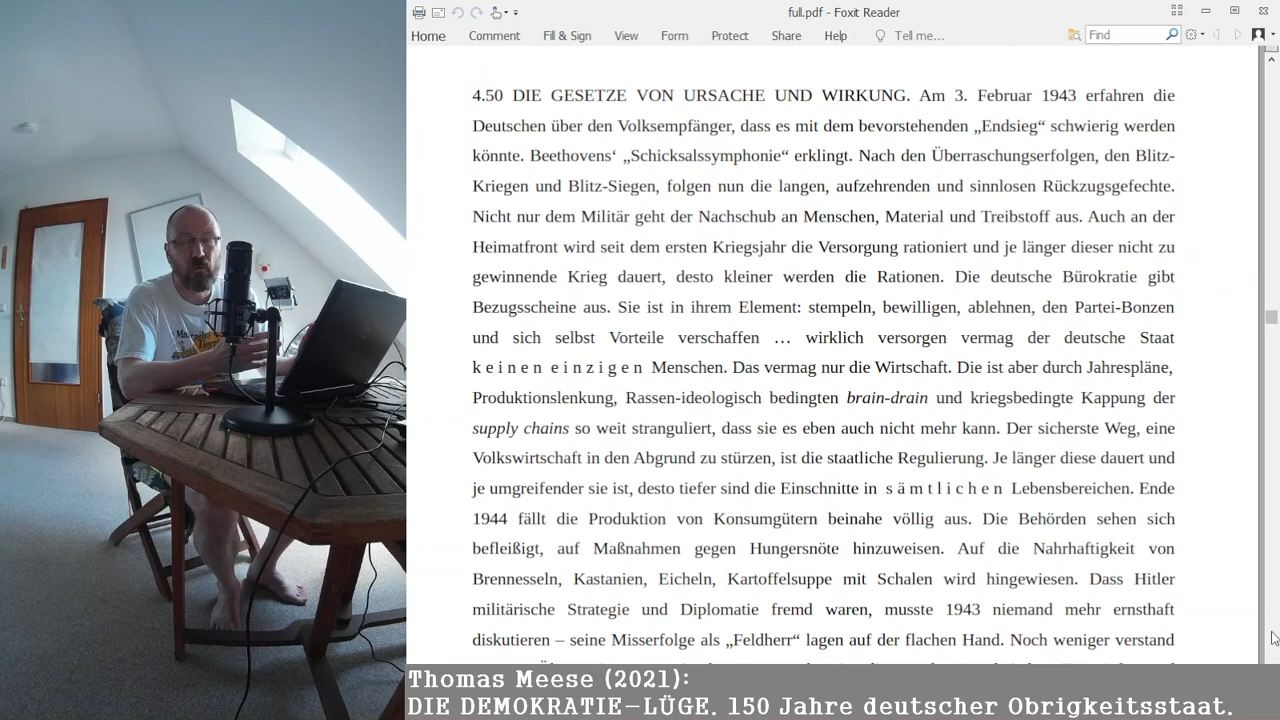 full.pdf - Foxit Reader
Home Comment Fill & Sign View Form Protect Share Help Tell me... Find
4.50 DIE GESETZE VON URSACHE UND WIRKUNG. Am 3. Februar 1943 erfahren die
Deutschen über den Volksempfänger, dass es mit dem bevorstehenden „Endsieg“ schwierig werden
könnte. Beethovens‘ „Schicksalssymphonie“ erklingt. Nach den Überraschungserfolgen, den Blitz-
Kriegen und Blitz-Siegen, folgen nun die langen, aufzehrenden und sinnlosen Rückzugsgefechte.
Nicht nur dem Militär geht der Nachschub an Menschen, Material und Treibstoff aus. Auch an der
Heimatfront wird seit dem ersten Kriegsjahr die Versorgung rationiert und je länger dieser nicht zu
gewinnende Krieg dauert, desto kleiner werden die Rationen. Die deutsche Bürokratie gibt
Bezugsscheine aus. Sie ist in ihrem Element: stempeln, bewilligen, ablehnen, den Partei-Bonzen
und sich selbst Vorteile verschaffen … wirklich versorgen vermag der deutsche Staat
k e i n e n e i n z i g e n Menschen. Das vermag nur die Wirtschaft. Die ist aber durch Jahrespläne,
Produktionslenkung, Rassen-ideologisch bedingten brain-drain und kriegsbedingte Kappung der
supply chains so weit stranguliert, dass sie es eben auch nicht mehr kann. Der sicherste Weg, eine
Volkswirtschaft in den Abgrund zu stürzen, ist die staatliche Regulierung. Je länger diese dauert und
je umgreifender sie ist, desto tiefer sind die Einschnitte in s ä m t l i c h e n Lebensbereichen. Ende
1944 fällt die Produktion von Konsumgütern beinahe völlig aus. Die Behörden sehen sich
befleißigt, auf Maßnahmen gegen Hungersnöte hinzuweisen. Auf die Nahrhaftigkeit von
Brennesseln, Kastanien, Eicheln, Kartoffelsuppe mit Schalen wird hingewiesen. Dass Hitler
militärische Strategie und Diplomatie fremd waren, musste 1943 niemand mehr ernsthaft
diskutieren – seine Misserfolge als „Feldherr“ lagen auf der flachen Hand. Noch weniger verstand
Thomas Meese (2021):
DIE DEMOKRATIE-LÜGE. 150 Jahre deutscher Obrigkeitsstaat.